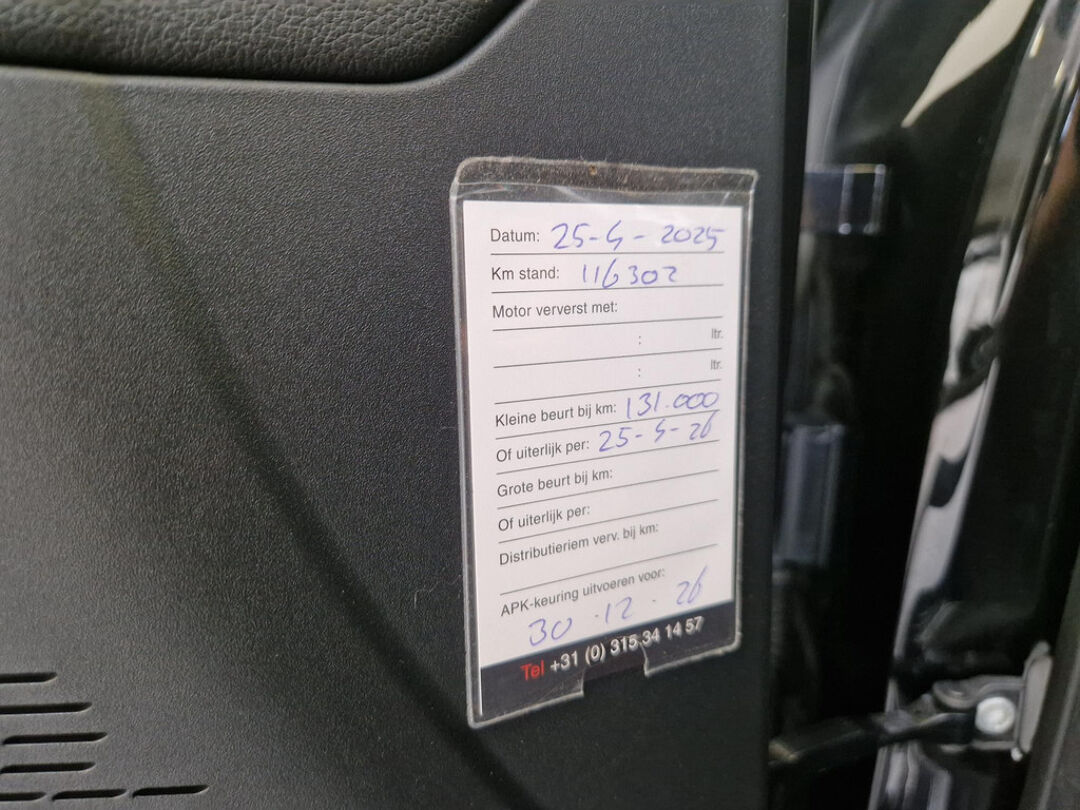 Datum: 25-4-2025
Km stand: 116302
Motor ververst met:
: ltr.
: ltr.
Kleine beurt bij km: 131.000
Of uiterlijk per: 25-4-26
Grote beurt bij km:
Of uiterlijk per:
Distributieriem verv. bij km:
APK-keuring uitvoeren voor:
30.12.26
Tel +31 (0) 315 34 14 57